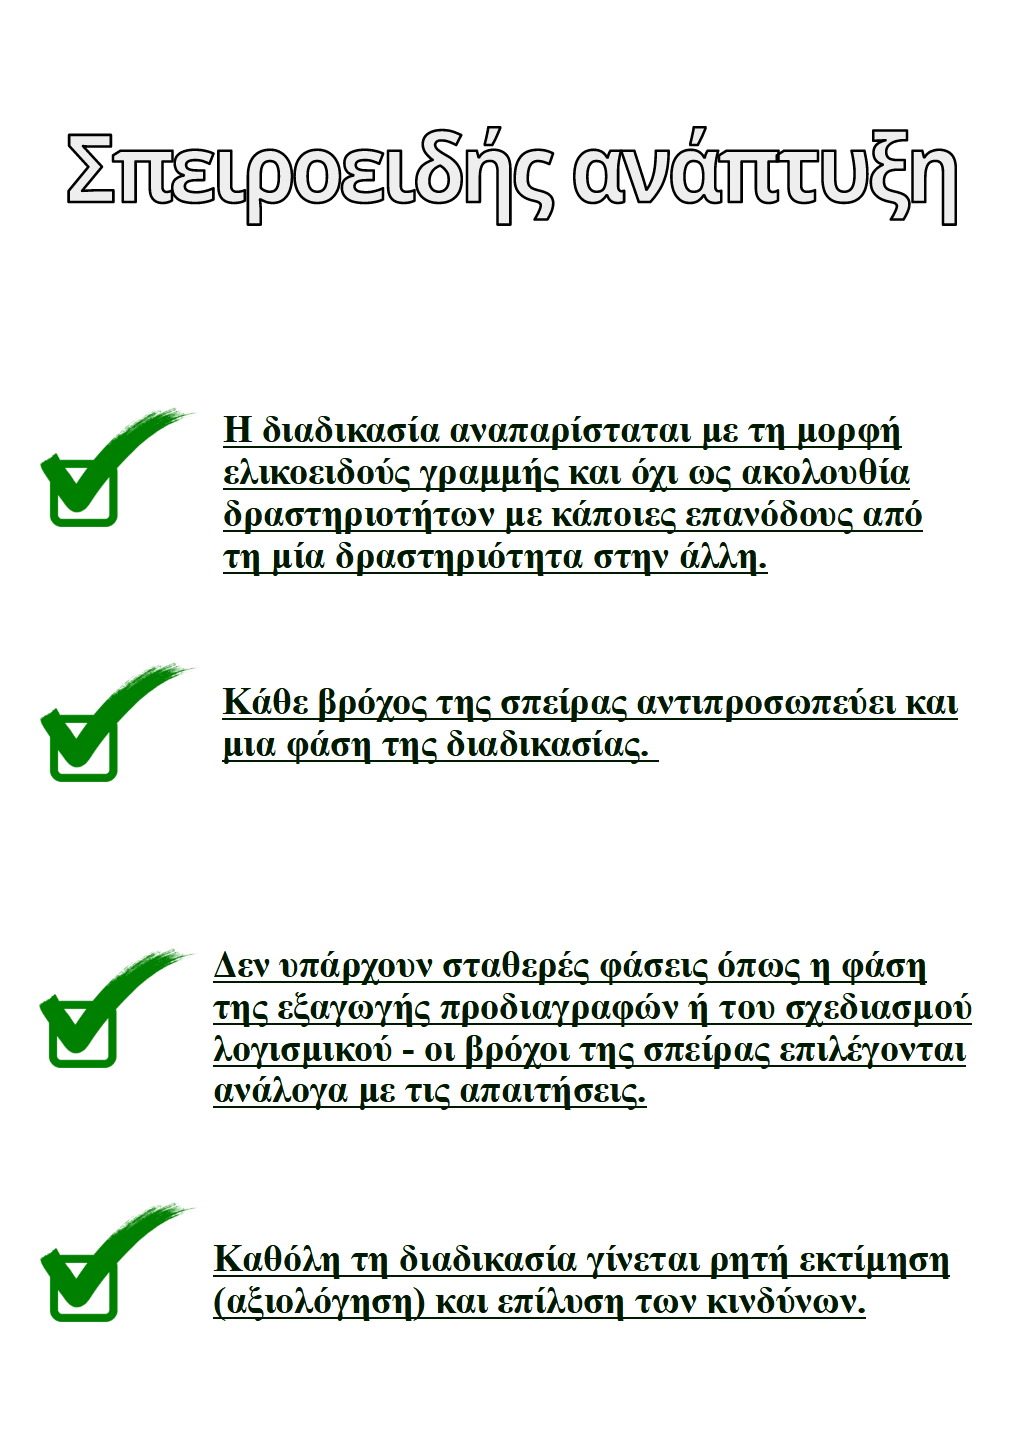 Σπειροειδής ανάπτυξη
Η διαδικασία αναπαρίσταται με τη μορφή
ελικοειδούς γραμμής και όχι ως ακολουθία
δραστηριοτήτων με κάποιες επανόδους από
τη μία δραστηριότητα στην άλλη.
Κάθε βρόχος της σπείρας αντιπροσωπεύει και
μια φάση της διαδικασίας.
Δεν υπάρχουν σταθερές φάσεις όπως η φάση
της εξαγωγής προδιαγραφών ή του σχεδιασμού
λογισμικού - οι βρόχοι της σπείρας επιλέγονται
ανάλογα με τις απαιτήσεις.
Καθόλη τη διαδικασία γίνεται ρητή εκτίμηση
(αξιολόγηση) και επίλυση των κινδύνων.